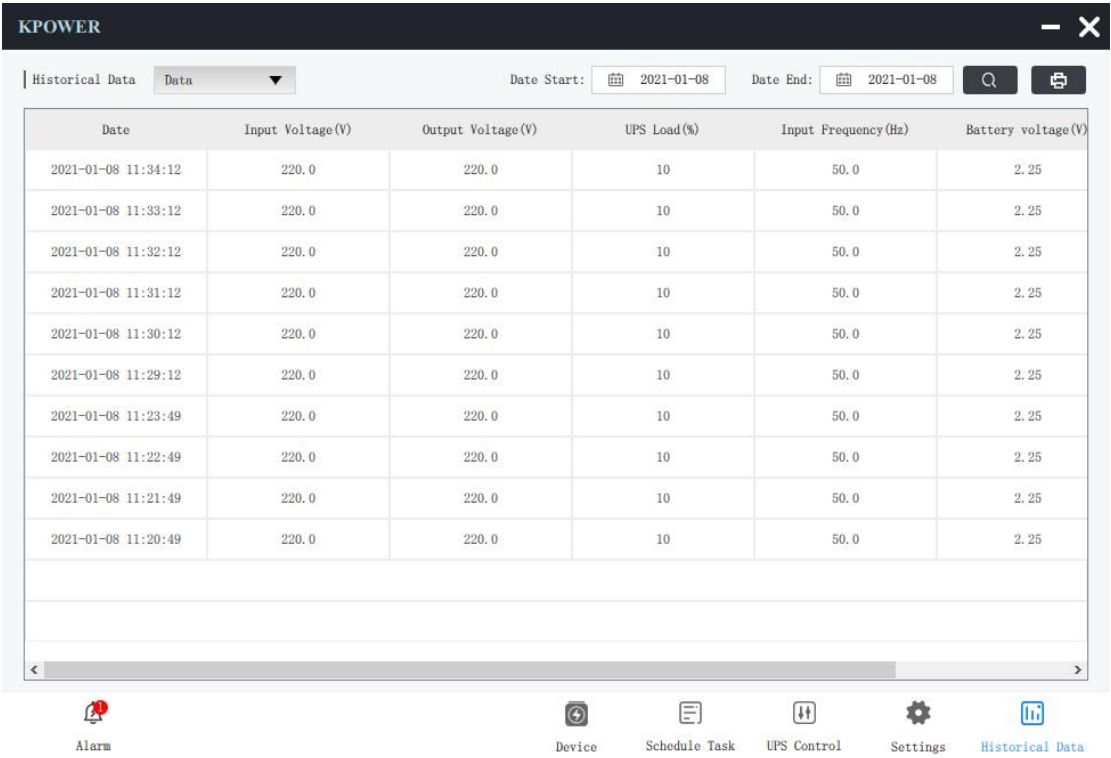 KPOWER
Historical Data Data Date Start: 2021-01-08 Date End: 2021-01-08
Date Input Voltage(V) Output Voltage(V) UPS Load(%) Input Frequency(Hz) Battery voltage(V)
2021-01-08 11:34:12 220.0 220.0 10 50.0 2.25
2021-01-08 11:33:12 220.0 220.0 10 50.0 2.25
2021-01-08 11:32:12 220.0 220.0 10 50.0 2.25
2021-01-08 11:31:12 220.0 220.0 10 50.0 2.25
2021-01-08 11:30:12 220.0 220.0 10 50.0 2.25
2021-01-08 11:29:12 220.0 220.0 10 50.0 2.25
2021-01-08 11:23:49 220.0 220.0 10 50.0 2.25
2021-01-08 11:22:49 220.0 220.0 10 50.0 2.25
2021-01-08 11:21:49 220.0 220.0 10 50.0 2.25
2021-01-08 11:20:49 220.0 220.0 10 50.0 2.25
1
Alarm Device Schedule Task UPS Control Settings Historical Data